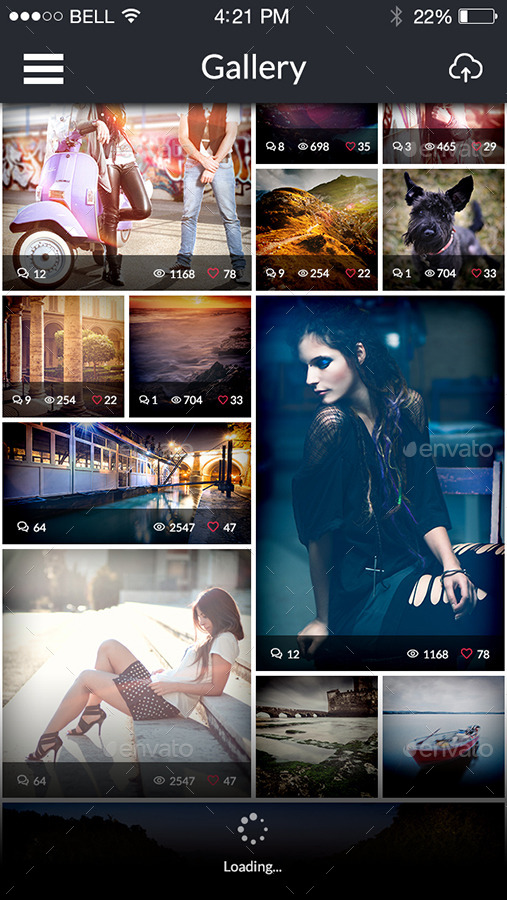 BELL 4:21 PM 22%
Gallery
8 698 35
3 465 29
12 1168 78
9 254 22
1 704 33
9 254 22
1 704 33
envato
64 2547 47
12 1168 78
envato
envato
64 2547 47
Loading...